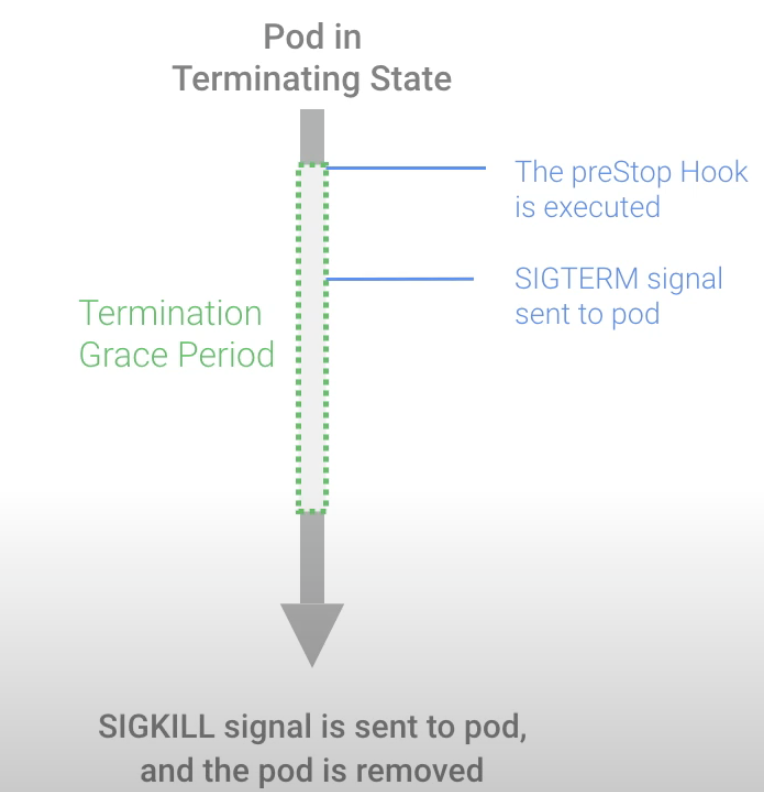 Pod in
Terminating State
The preStop Hook
is executed
SIGTERM signal
sent to pod
Termination
Grace Period
SIGKILL signal is sent to pod,
and the pod is removed